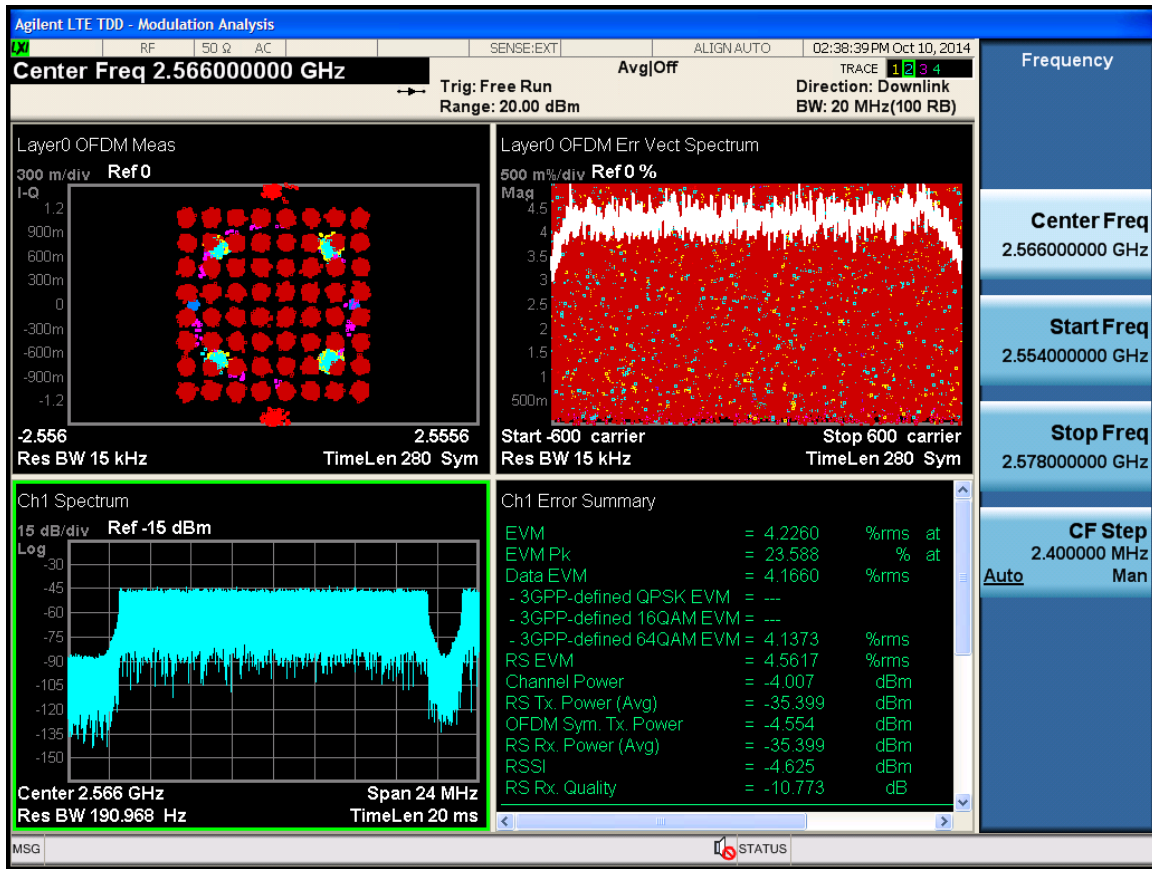 Agilent LTE TDD - Modulation Analysis
LXI RF 50 Ω AC SENSE:EXT ALIGN AUTO 02:38:39 PM Oct 10, 2014
Center Freq 2.566000000 GHz
Avg|Off
TRACE 1 2 3 4
Trig: Free Run
Direction: Downlink
Range: 20.00 dBm
BW: 20 MHz(100 RB)
Layer0 OFDM Meas
300 m/div Ref 0
I-Q
1.2
900m
600m
300m
0
-300m
-600m
-900m
-1.2
-2.556 2.5556
Res BW 15 kHz TimeLen 280 Sym
Layer0 OFDM Err Vect Spectrum
500 m%/div Ref 0 %
Mag
4.5
4
3.5
3
2.5
2
1.5
1
500m
Start -600 carrier Stop 600 carrier
Res BW 15 kHz TimeLen 280 Sym
Ch1 Spectrum
15 dB/div Ref -15 dBm
Log
-30
-45
-60
-75
-90
-105
-120
-135
-150
Center 2.566 GHz Span 24 MHz
Res BW 190.968 Hz TimeLen 20 ms
Ch1 Error Summary
EVM = 4.2260 %rms at
EVM Pk = 23.588 % at
Data EVM = 4.1660 %rms
- 3GPP-defined QPSK EVM = ---
- 3GPP-defined 16QAM EVM = ---
- 3GPP-defined 64QAM EVM = 4.1373 %rms
RS EVM = 4.5617 %rms
Channel Power = -4.007 dBm
RS Tx. Power (Avg) = -35.399 dBm
OFDM Sym. Tx. Power = -4.554 dBm
RS Rx. Power (Avg) = -35.399 dBm
RSSI = -4.625 dBm
RS Rx. Quality = -10.773 dB
Frequency
Center Freq
2.566000000 GHz
Start Freq
2.554000000 GHz
Stop Freq
2.578000000 GHz
CF Step
2.400000 MHz
Auto Man
MSG STATUS